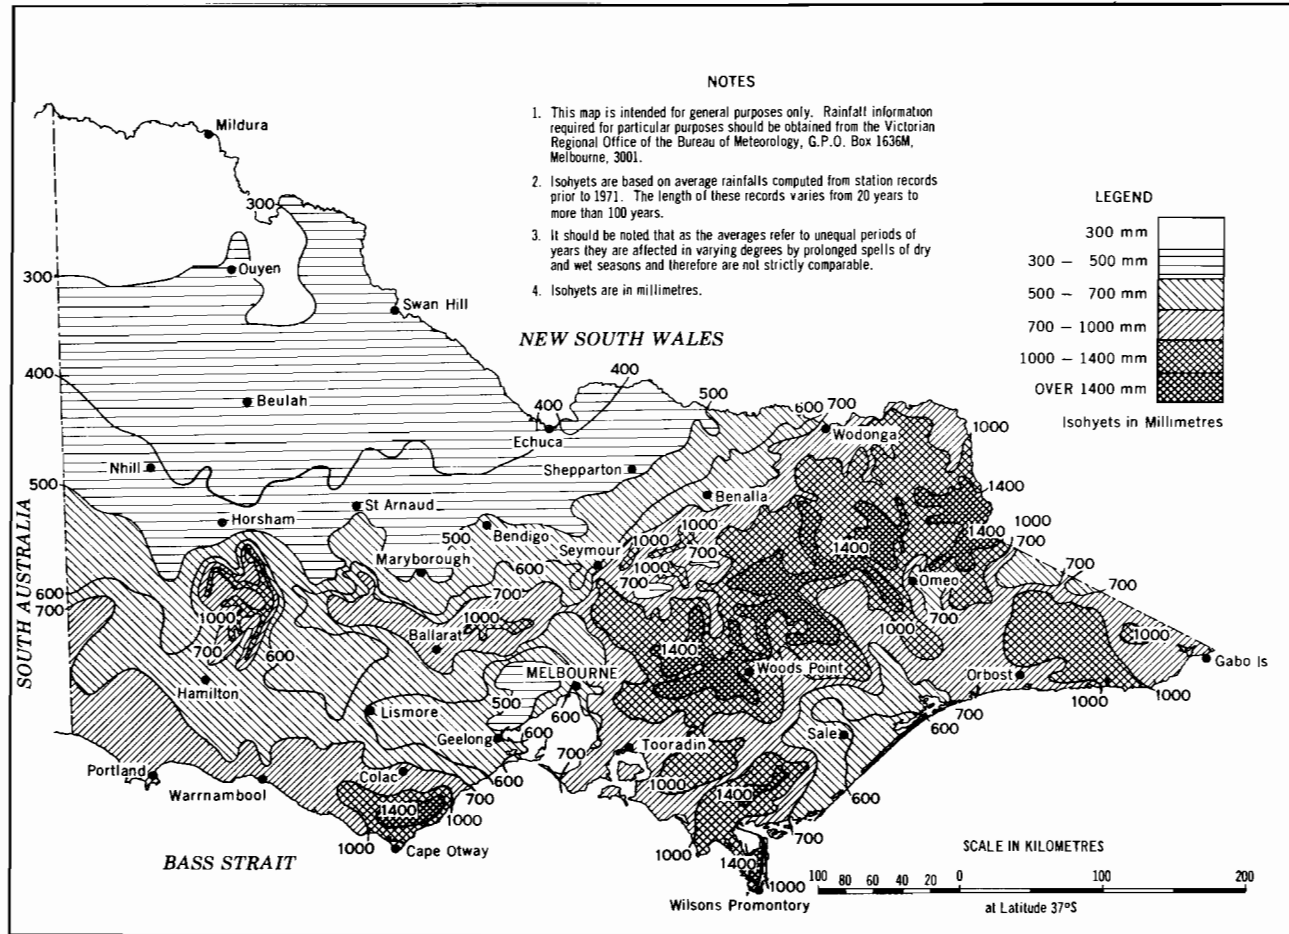 NOTES
1. This map is intended for general purposes only. Rainfall information
required for particular purposes should be obtained from the Victorian
Regional Office of the Bureau of Meteorology, G.P.O. Box 1636M,
Melbourne, 3001.
2. Isohyets are based on average rainfalls computed from station records
prior to 1971. The length of these records varies from 20 years to
more than 100 years.
3. It should be noted that as the averages refer to unequal periods of
years they are affected in varying degrees by prolonged spells of dry
and wet seasons and therefore are not strictly comparable.
4. Isohyets are in millimetres.
LEGEND
300 mm
300 – 500 mm
500 – 700 mm
700 – 1000 mm
1000 – 1400 mm
OVER 1400 mm
Isohyets in Millimetres
Mildura
300
Ouyen
300
Swan Hill
NEW SOUTH WALES
400
400
Beulah
400
500
600
700
Echuca
Wodonga
1000
Nhill
Shepparton
500
Benalla
1400
St Arnaud
Horsham
500
Bendigo
1000
1000
1400
1000
700
Maryborough
Seymour
700
1400
600
1000
700
700
SOUTH AUSTRALIA
600
700
700
Omeo
1000
1000
1000
700
1000
Ballarat
700
600
1400
Gabo Is
Hamilton
MELBOURNE
Woods Point
Orbost
500
1000
1000
Lismore
600
700
Geelong
600
Sale
600
Tooradin
700
Portland
Colac
600
1000
Warrnambool
700
1400
600
1400
1000
700
1000
Cape Otway
1000
1400
BASS STRAIT
1000
Wilsons Promontory
SCALE IN KILOMETRES
100 80 60 40 20 0 100 200
at Latitude 37°S